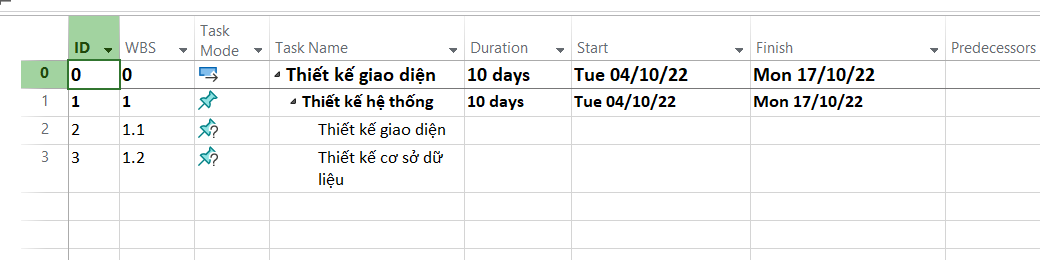 ID WBS Task Mode Task Name Duration Start Finish Predecessors
0 0 0 Thiết kế giao diện 10 days Tue 04/10/22 Mon 17/10/22
1 1 1 Thiết kế hệ thống 10 days Tue 04/10/22 Mon 17/10/22
2 2 1.1 Thiết kế giao diện
3 3 1.2 Thiết kế cơ sở dữ
liệu